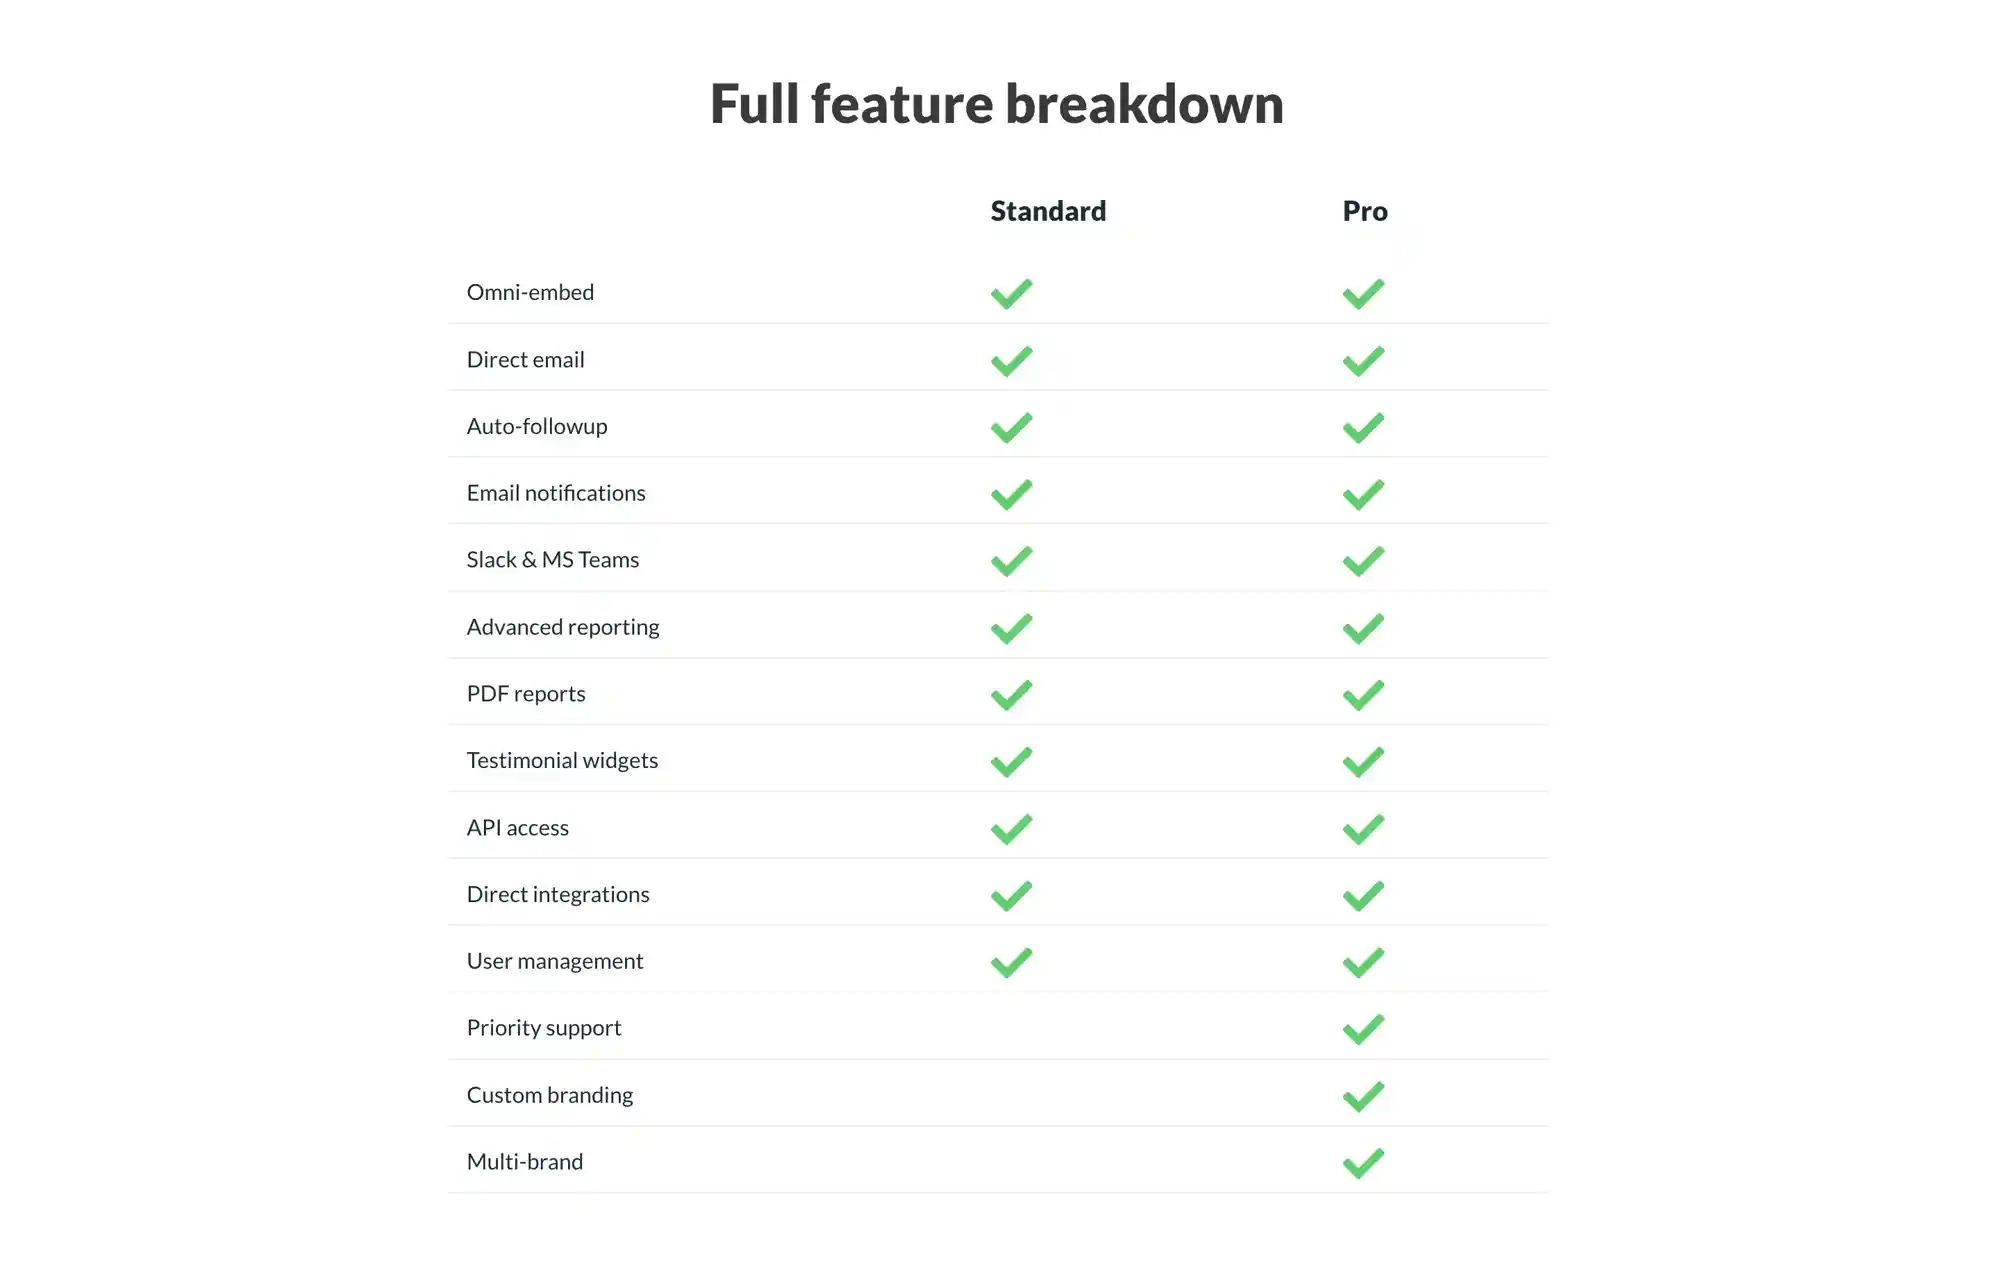 Full feature breakdown
Standard Pro
Omni-embed
Direct email
Auto-followup
Email notifications
Slack & MS Teams
Advanced reporting
PDF reports
Testimonial widgets
API access
Direct integrations
User management
Priority support
Custom branding
Multi-brand